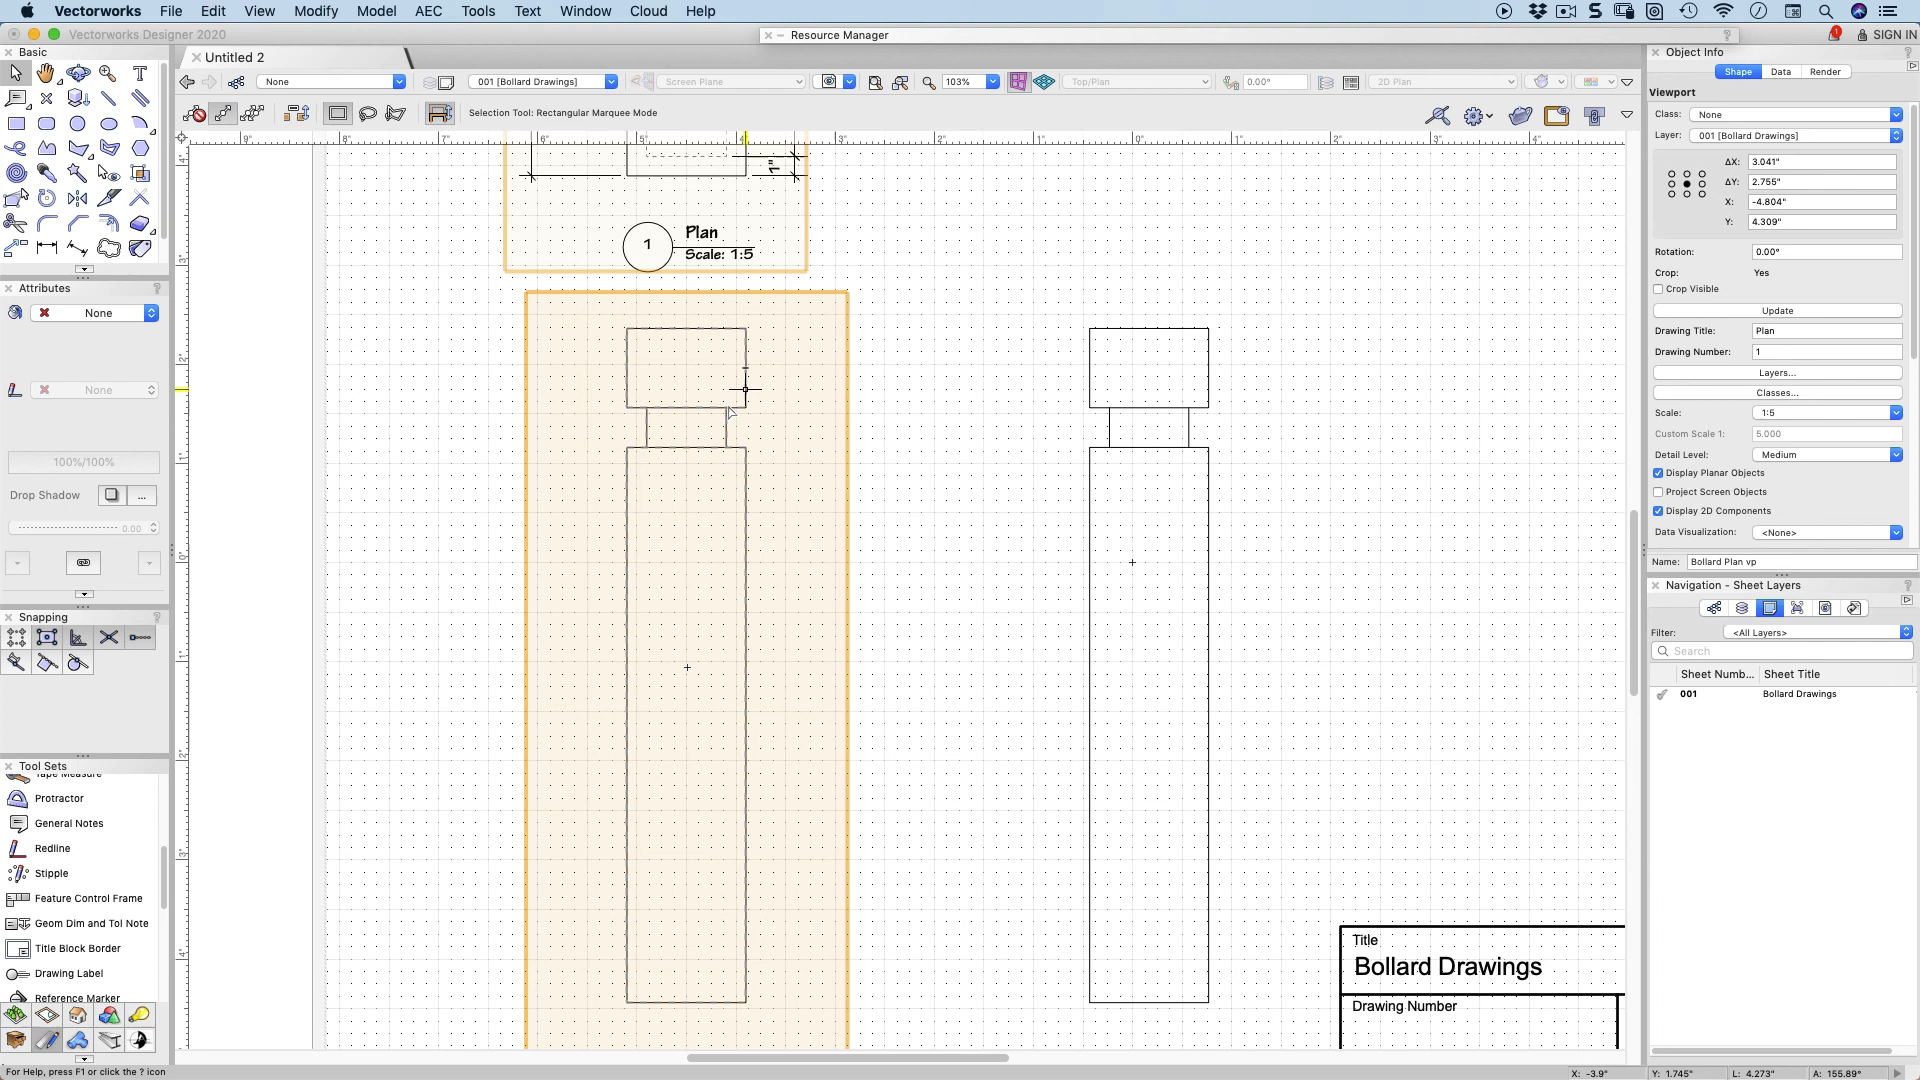 Vectorworks File Edit View Modify Model AEC Tools Text Window Cloud Help
Vectorworks Designer 2020
Resource Manager
SIGN IN
Basic
Untitled 2
None
001 [Bollard Drawings]
Screen Plane
103%
Top/Plan
0.00°
2D Plan
Selection Tool: Rectangular Marquee Mode
Attributes
None
None
100%/100%
Drop Shadow
...
0.00
Snapping
Tool Sets
Tape Measure
Protractor
General Notes
Redline
Stipple
Feature Control Frame
Geom Dim and Tol Note
Title Block Border
Drawing Label
Reference Marker
For Help, press F1 or click the ? icon
1"
1
Plan
Scale: 1:5
Title
Bollard Drawings
Drawing Number
Object Info
Shape Data Render
Viewport
Class: None
Layer: 001 [Bollard Drawings]
ΔX: 3.041"
ΔY: 2.755"
X: -4.804"
Y: 4.309"
Rotation: 0.00°
Crop: Yes
Crop Visible
Update
Drawing Title: Plan
Drawing Number: 1
Layers...
Classes...
Scale: 1:5
Custom Scale 1: 5.000
Detail Level: Medium
Display Planar Objects
Project Screen Objects
Display 2D Components
Data Visualization: <None>
Name: Bollard Plan vp
Navigation - Sheet Layers
Filter: <All Layers>
Search
Sheet Numb... Sheet Title
001 Bollard Drawings
X: -3.9" Y: 1.745" L: 4.273" A: 155.89°